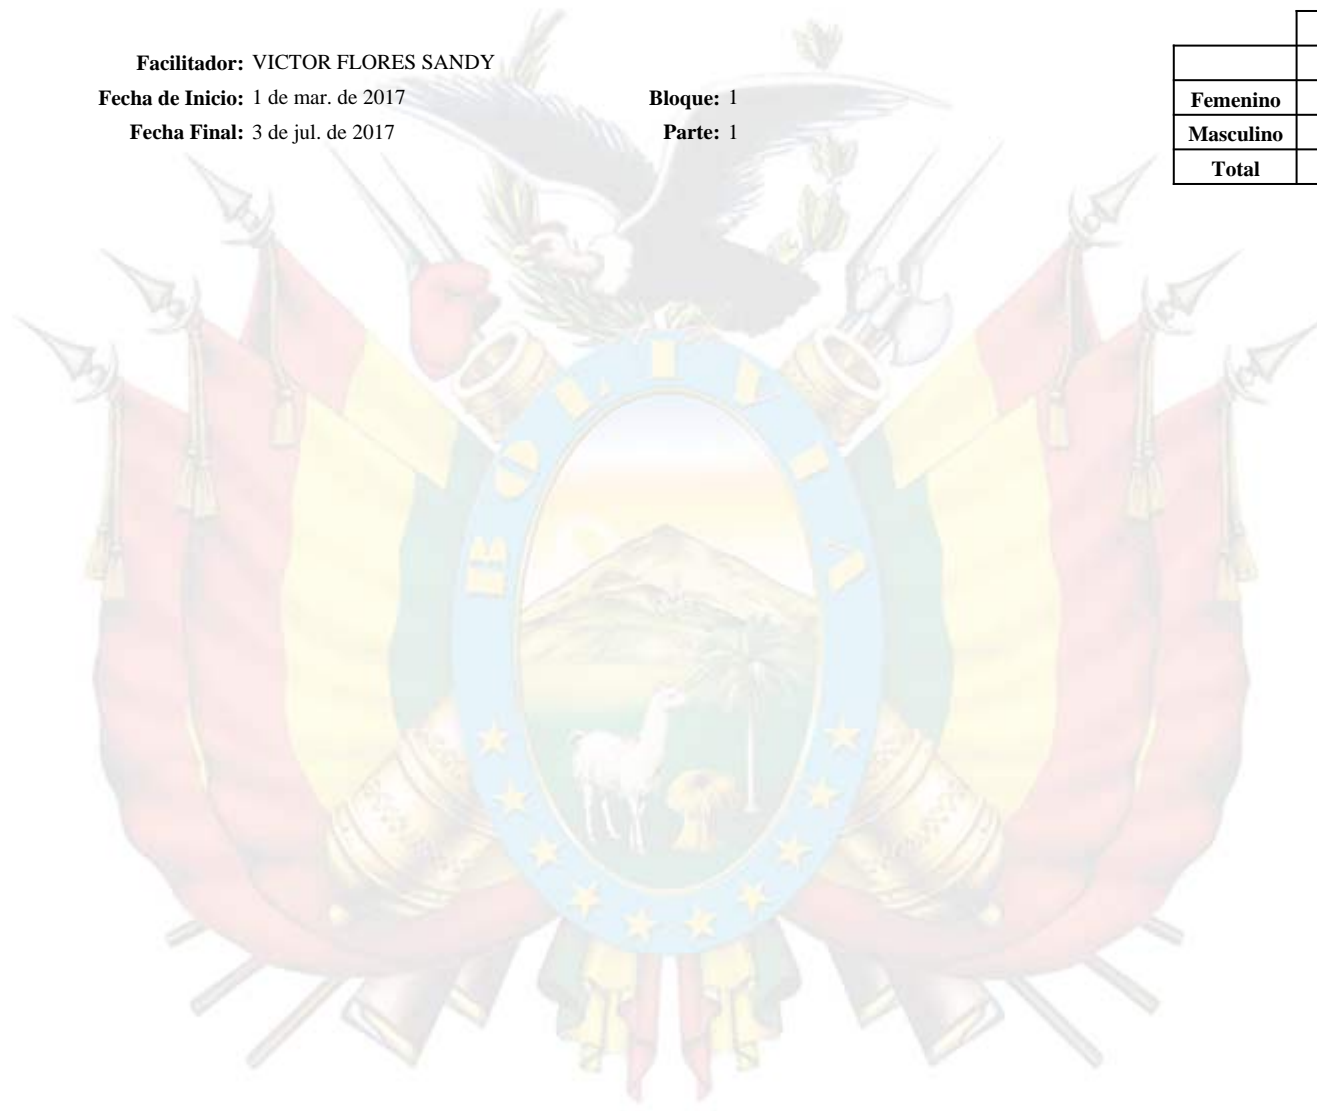 Facilitador: VICTOR FLORES SANDY
Fecha de Inicio: 1 de mar. de 2017 Bloque: 1
Fecha Final: 3 de jul. de 2017 Parte: 1
Femenino
Masculino
Total
BOLIVIA